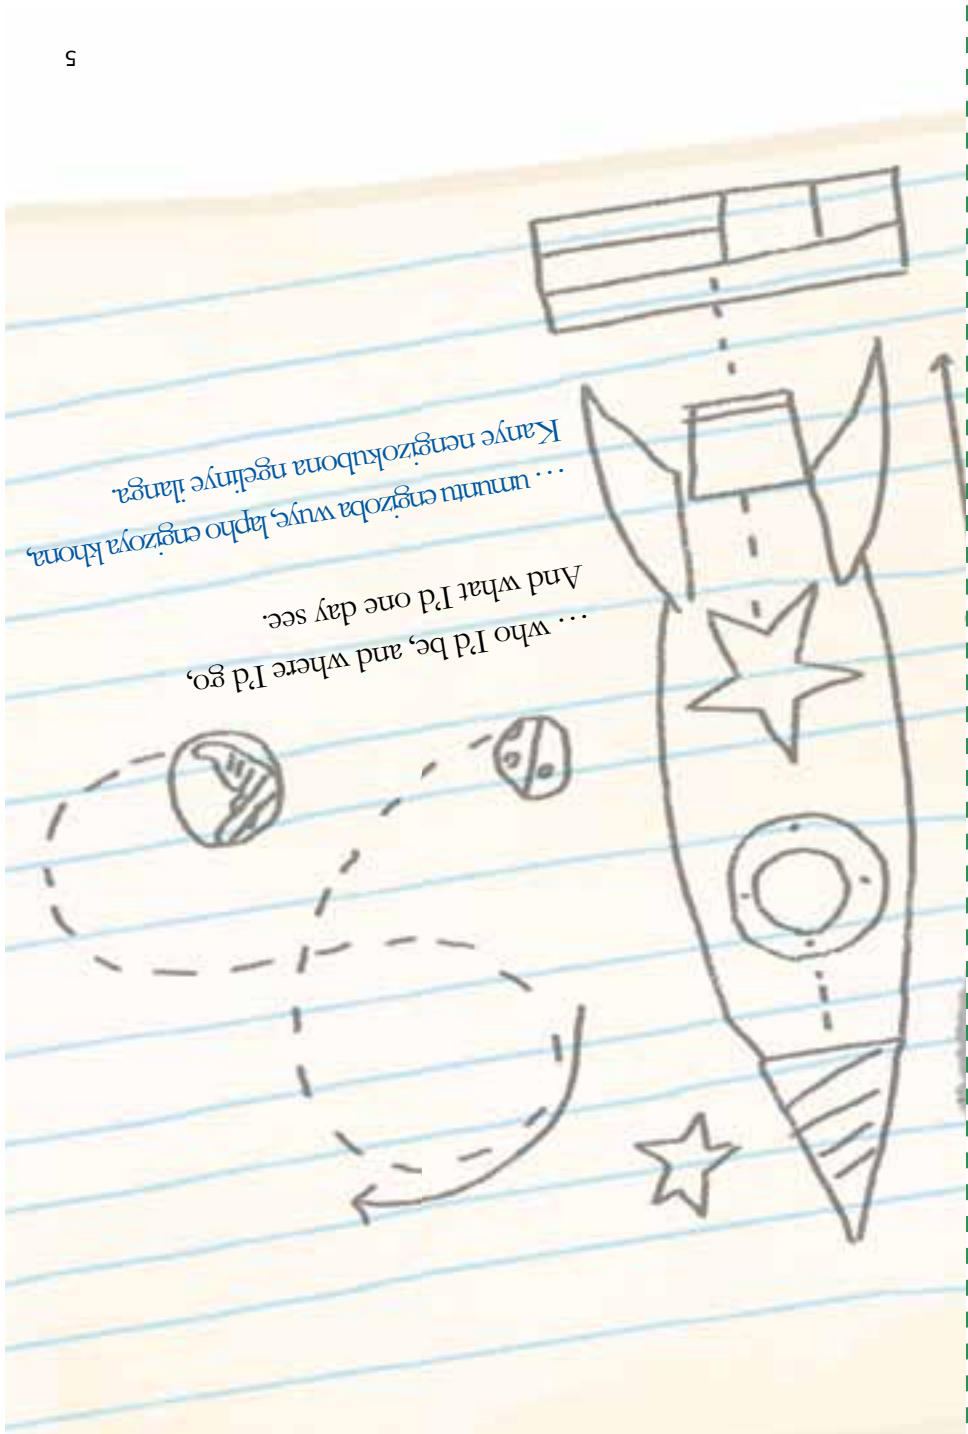 … who I'd be, and where I'd go,
And what I'd one day see.
… umuntu engizoba wuye, lapho engizoya khona,
Kanye nengizokubona ngelinye ilanga.
5